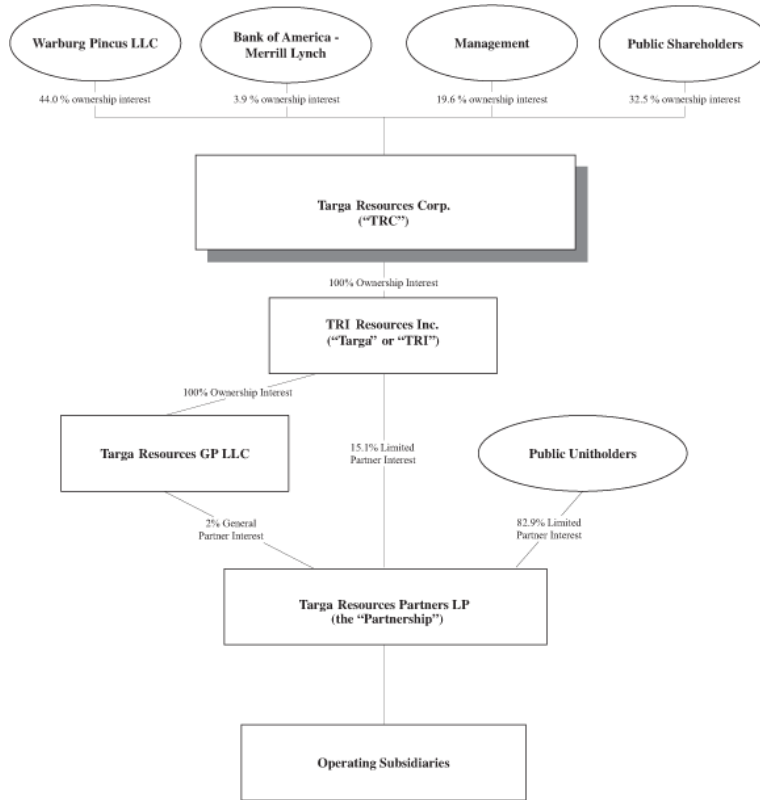 Warburg Pincus LLC
Bank of America -
Merrill Lynch
Management
Public Shareholders
44.0 % ownership interest
3.9 % ownership interest
19.6 % ownership interest
32.5 % ownership interest
Targa Resources Corp.
(“TRC”)
100% Ownership Interest
TRI Resources Inc.
(“Targa” or “TRI”)
100% Ownership Interest
Targa Resources GP LLC
15.1% Limited
Partner Interest
Public Unitholders
2% General
Partner Interest
82.9% Limited
Partner Interest
Targa Resources Partners LP
(the “Partnership”)
Operating Subsidiaries